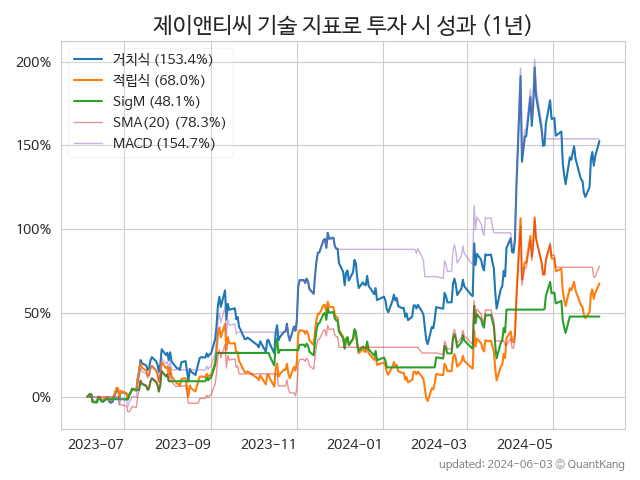 제이앤티씨 기술 지표로 투자 시 성과 (1년)
거치식 (153.4%)
적립식 (68.0%)
SigM (48.1%)
SMA(20) (78.3%)
MACD (154.7%)
200%
150%
100%
50%
0%
2023-07 2023-09 2023-11 2024-01 2024-03 2024-05
updated: 2024-06-03 © QuantKang